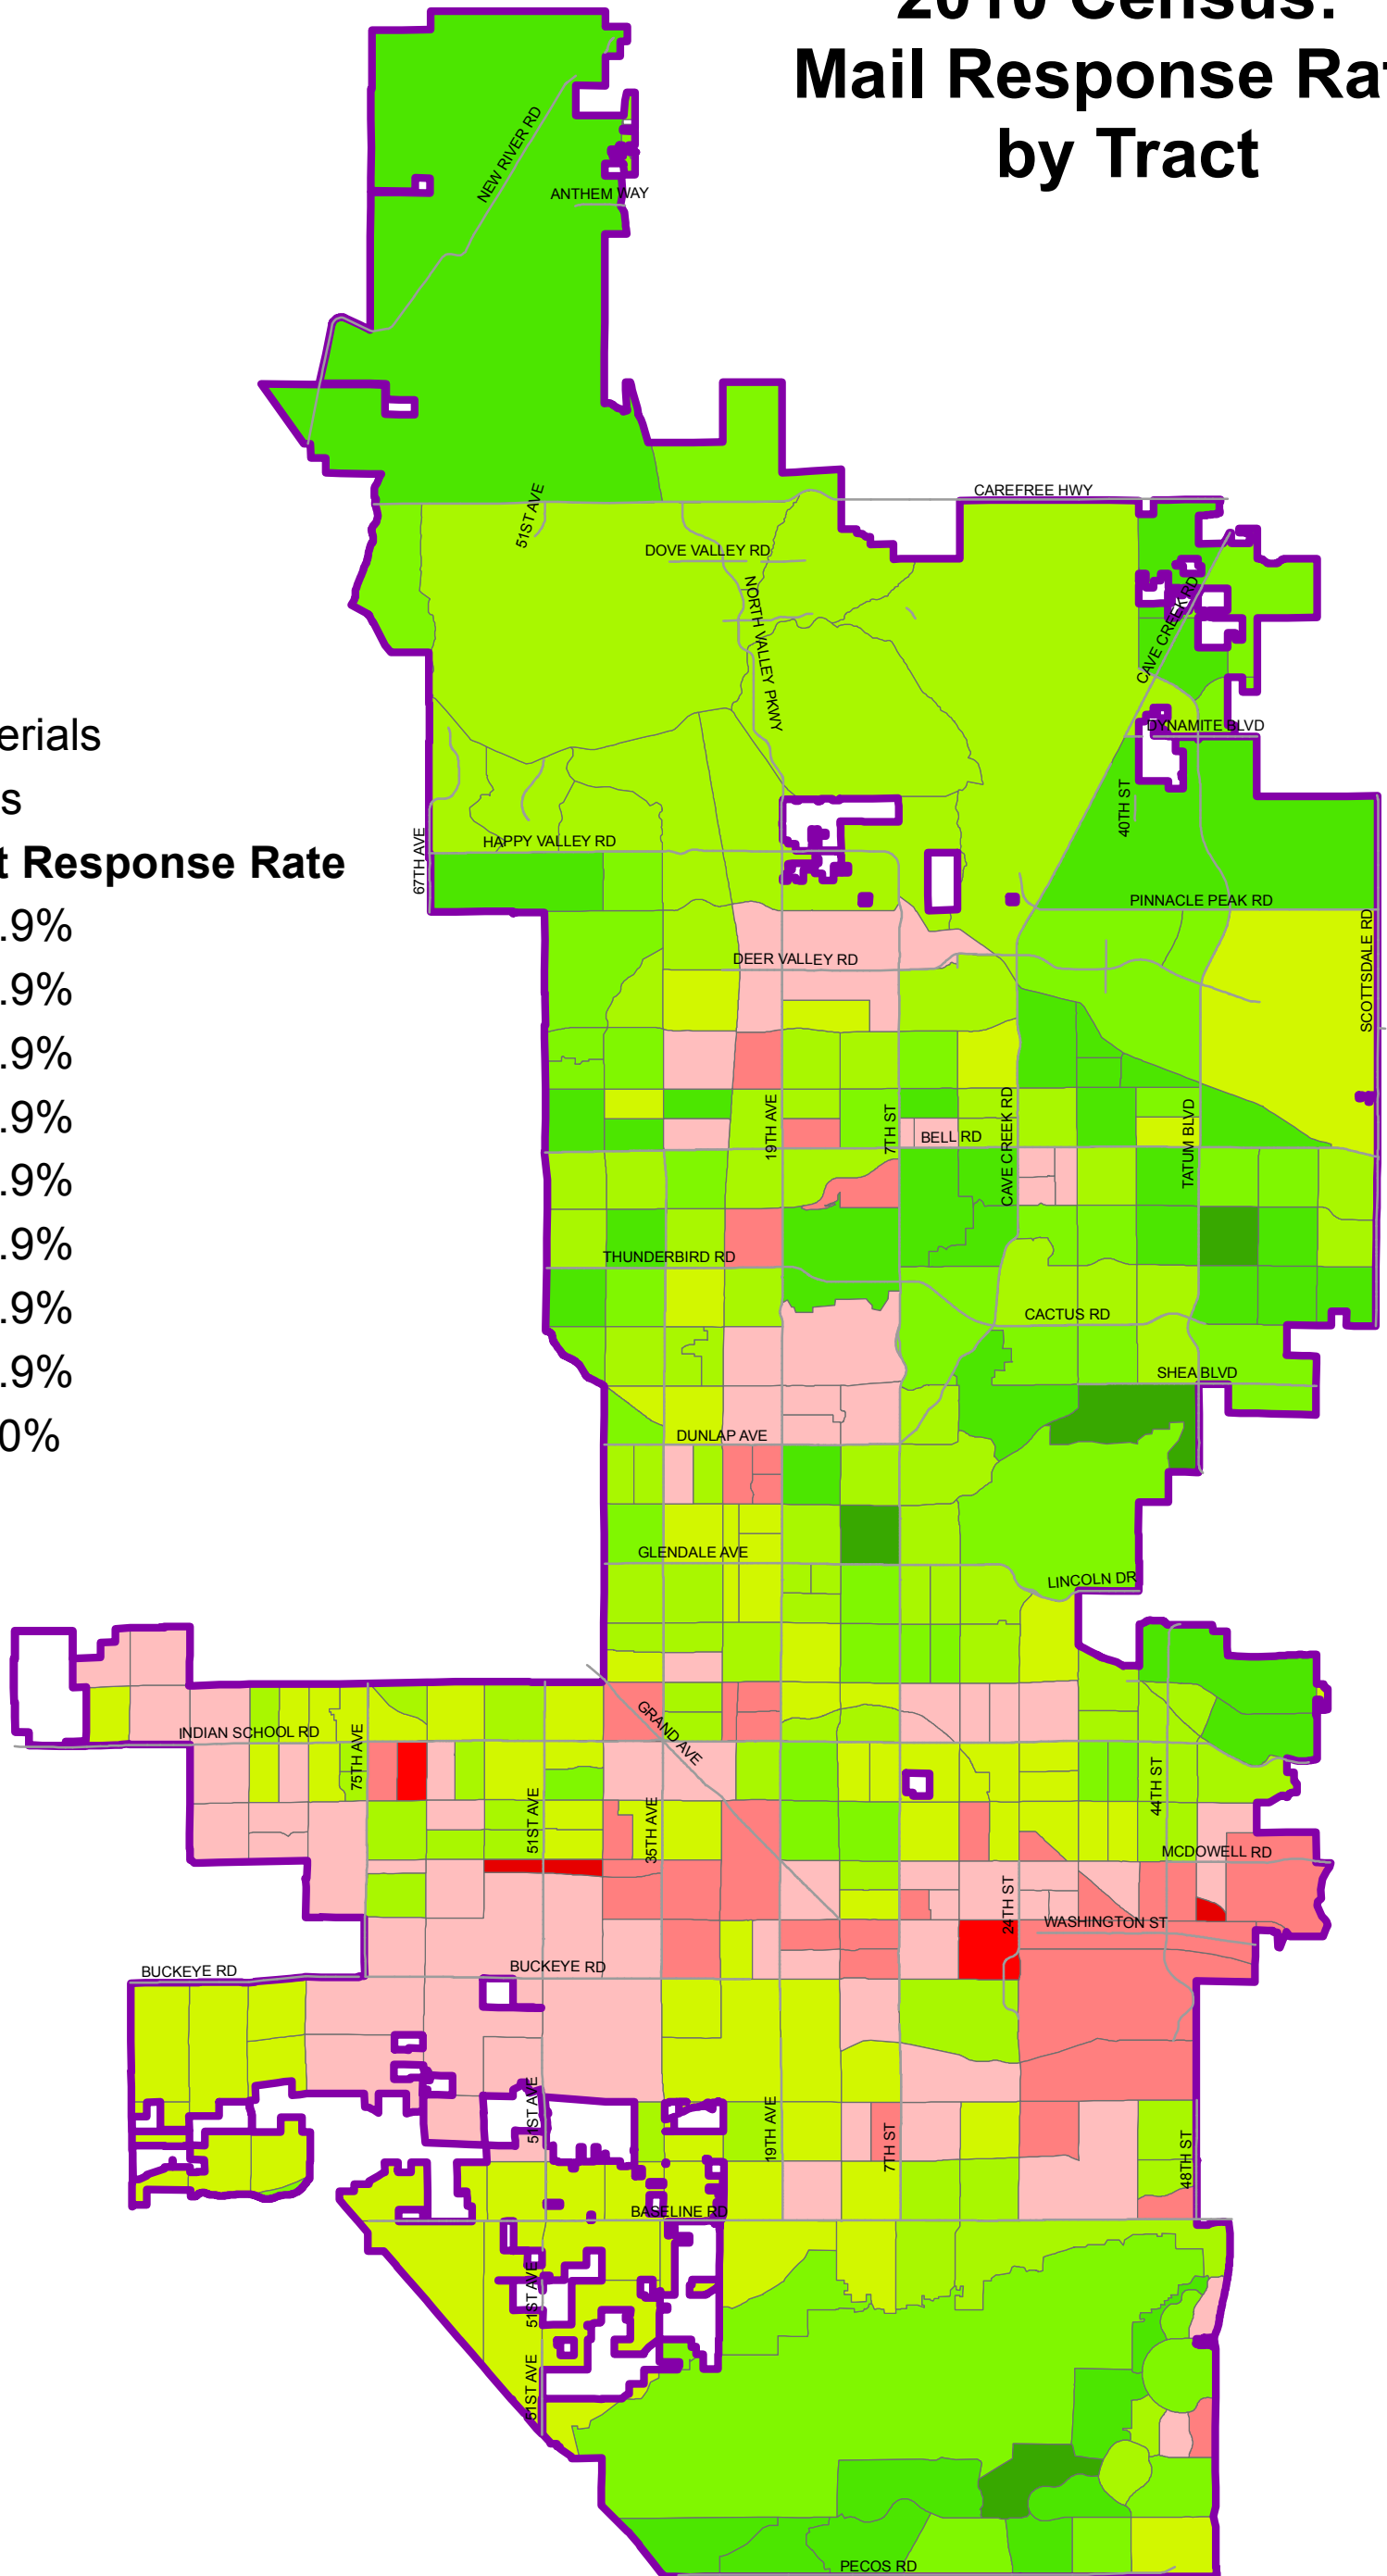 2010 Census:
Mail Response Rat
by Tract
NEW RIVER RD
ANTHEM WAY
CAREFREE HWY
51ST AVE
DOVE VALLEY RD
NORTH VALLEY PKWY
CAVE CREEK RD
DYNAMITE BLVD
erials
s
t Response Rate
.9%
.9%
.9%
.9%
.9%
.9%
.9%
.9%
0%
40TH ST
67TH AVE
HAPPY VALLEY RD
PINNACLE PEAK RD
DEER VALLEY RD
SCOTTSDALE RD
19TH AVE
7TH ST
BELL RD
CAVE CREEK RD
TATUM BLVD
THUNDERBIRD RD
CACTUS RD
SHEA BLVD
DUNLAP AVE
GLENDALE AVE
LINCOLN DR
INDIAN SCHOOL RD
75TH AVE
GRAND AVE
44TH ST
51ST AVE
35TH AVE
MCDOWELL RD
24TH ST
WASHINGTON ST
BUCKEYE RD
BUCKEYE RD
51ST AVE
19TH AVE
7TH ST
48TH ST
BASELINE RD
51ST AVE
51ST AVE
PECOS RD